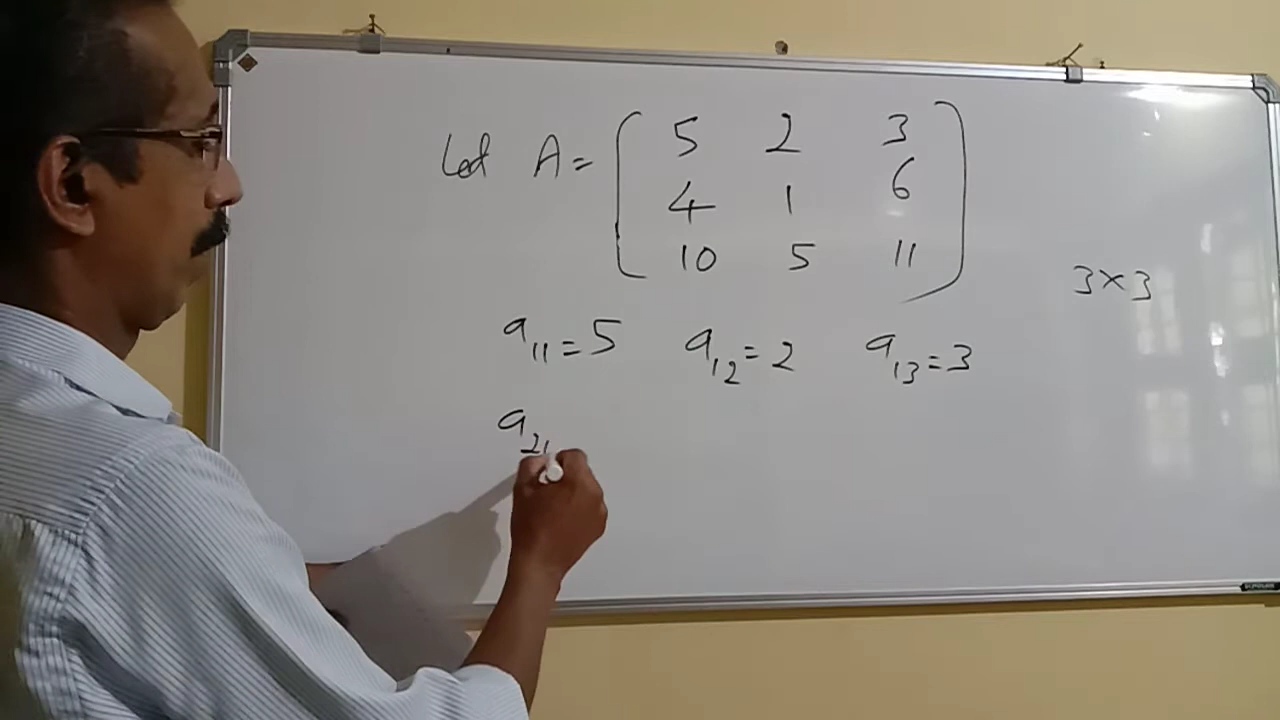 Let A = ( 5 2 3
4 1 6
10 5 11 )
3×3
a₁₁ = 5 a₁₂ = 2 a₁₃ = 3
a₂₁